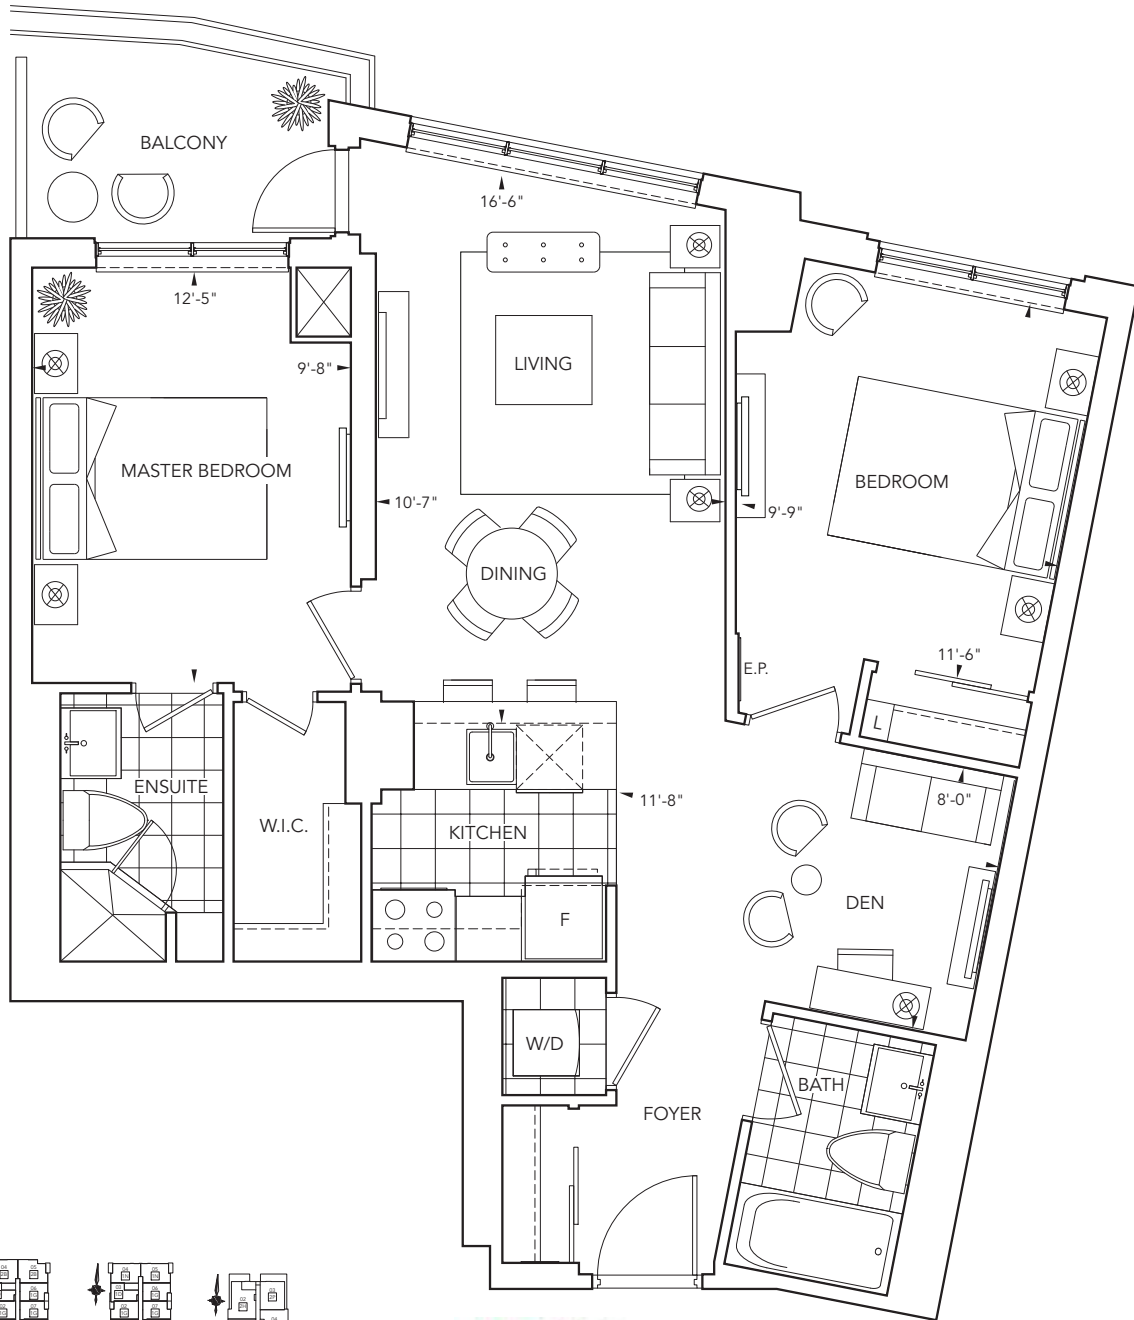 BALCONY
16'-6"
12'-5"
9'-8"
LIVING
MASTER BEDROOM
BEDROOM
10'-7"
9'-9"
DINING
11'-6"
E.P.
L
ENSUITE
8'-0"
11'-8"
W.I.C.
KITCHEN
DEN
F
W/D
BATH
FOYER